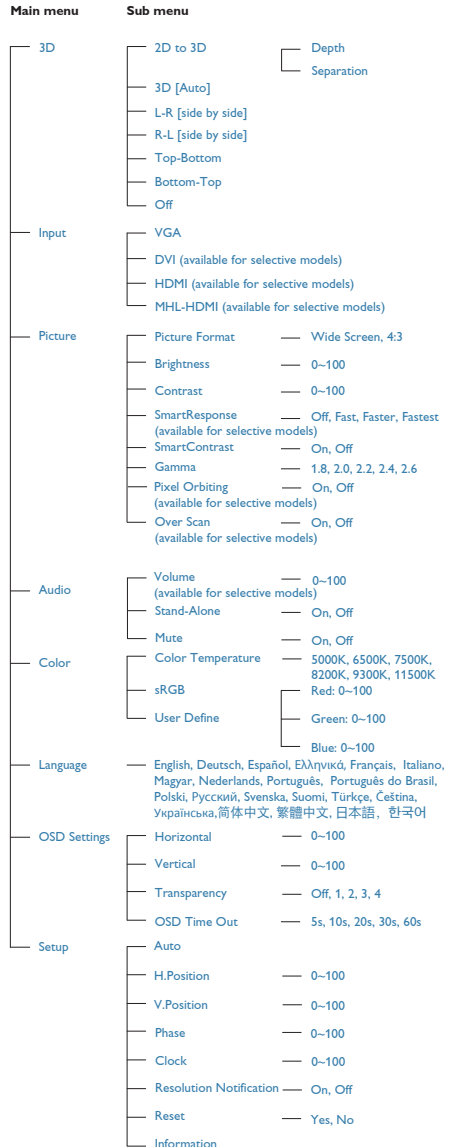 Main menu Sub menu
3D 2D to 3D Depth
Separation
3D [Auto]
L-R [side by side]
R-L [side by side]
Top-Bottom
Bottom-Top
Off
Input VGA
DVI (available for selective models)
HDMI (available for selective models)
MHL-HDMI (available for selective models)
Picture Picture Format Wide Screen, 4:3
Brightness 0~100
Contrast 0~100
SmartResponse Off, Fast, Faster, Fastest
(available for selective models)
SmartContrast On, Off
Gamma 1.8, 2.0, 2.2, 2.4, 2.6
Pixel Orbiting On, Off
(available for selective models)
Over Scan On, Off
(available for selective models)
Audio Volume 0~100
(available for selective models)
Stand-Alone On, Off
Mute On, Off
Color Color Temperature 5000K, 6500K, 7500K,
8200K, 9300K, 11500K
sRGB Red: 0~100
User Define Green: 0~100
Blue: 0~100
Language English, Deutsch, Español, Ελληνικά, Français, Italiano,
Magyar, Nederlands, Português, Português do Brasil,
Polski, Русский, Svenska, Suomi, Türkçe, Čeština,
Українська,简体中文, 繁體中文, 日本語, 한국어
OSD Settings Horizontal 0~100
Vertical 0~100
Transparency Off, 1, 2, 3, 4
OSD Time Out 5s, 10s, 20s, 30s, 60s
Setup Auto
H.Position 0~100
V.Position 0~100
Phase 0~100
Clock 0~100
Resolution Notification On, Off
Reset Yes, No
Information